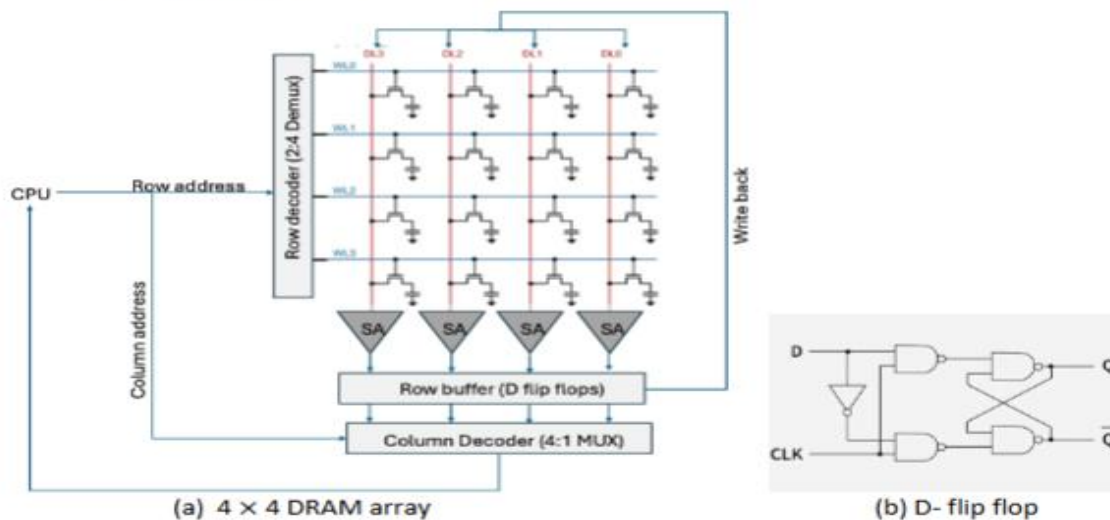 DL3 DL2 DL1 DL0
WL0
WL1
WL2
WL3
Row decoder (2:4 Demux)
CPU
Row address
Column address
Write back
SA SA SA SA
Row buffer (D flip flops)
Column Decoder (4:1 MUX)
(a) 4 × 4 DRAM array
D
CLK
Q
Q̅
(b) D- flip flop